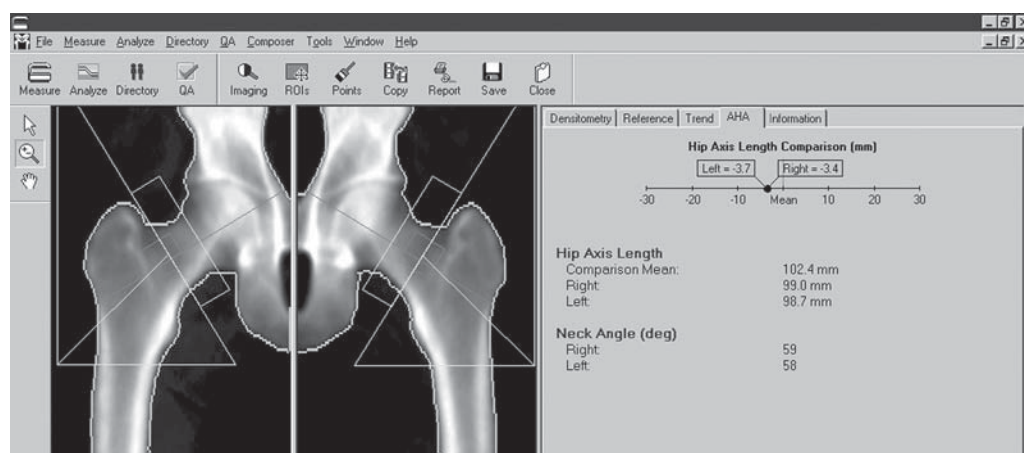 File Measure Analyze Directory QA Composer Tools Window Help
Measure Analyze Directory QA Imaging ROIs Points Copy Report Save Close
Densitometry Reference Trend AHA Information
Hip Axis Length Comparison (mm)
Left = -3.7 Right = -3.4
-30 -20 -10 Mean 10 20 30
Hip Axis Length
Comparison Mean: 102.4 mm
Right: 99.0 mm
Left: 98.7 mm
Neck Angle (deg)
Right: 59
Left: 58